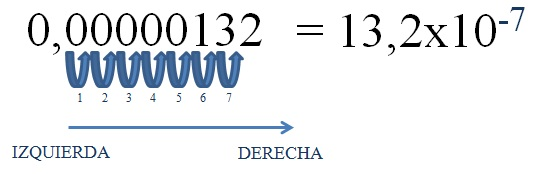 0,00000132 = 13,2x10⁻⁷
1 2 3 4 5 6 7
IZQUIERDA DERECHA